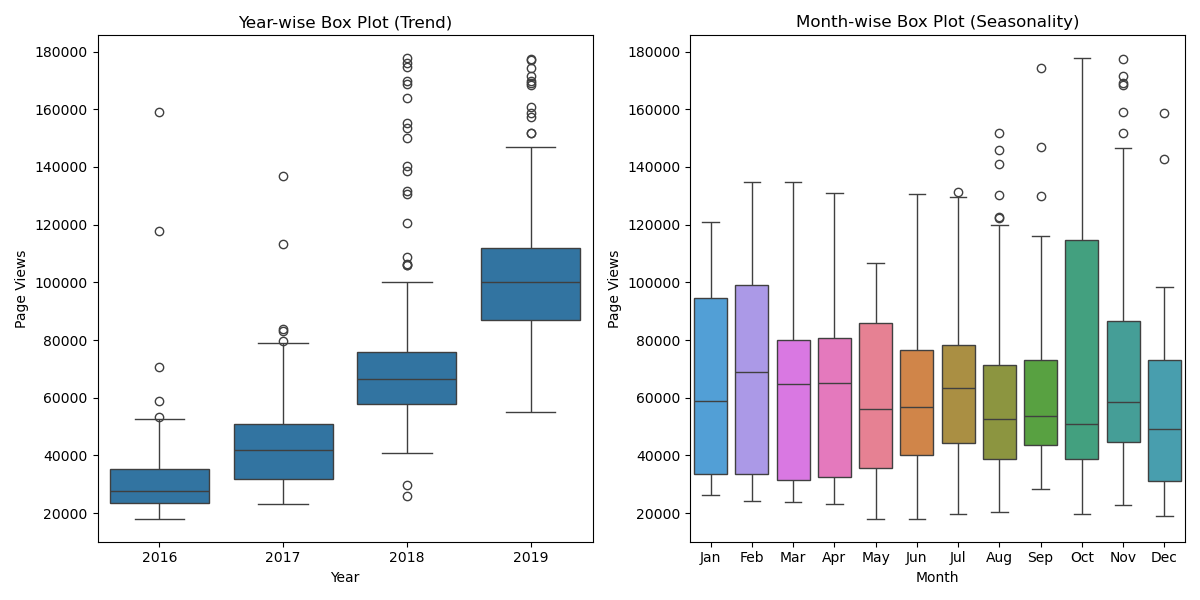 Year-wise Box Plot (Trend)
Page Views
180000
160000
140000
120000
100000
80000
60000
40000
20000
2016 2017 2018 2019
Year
Month-wise Box Plot (Seasonality)
Page Views
180000
160000
140000
120000
100000
80000
60000
40000
20000
Jan Feb Mar Apr May Jun Jul Aug Sep Oct Nov Dec
Month